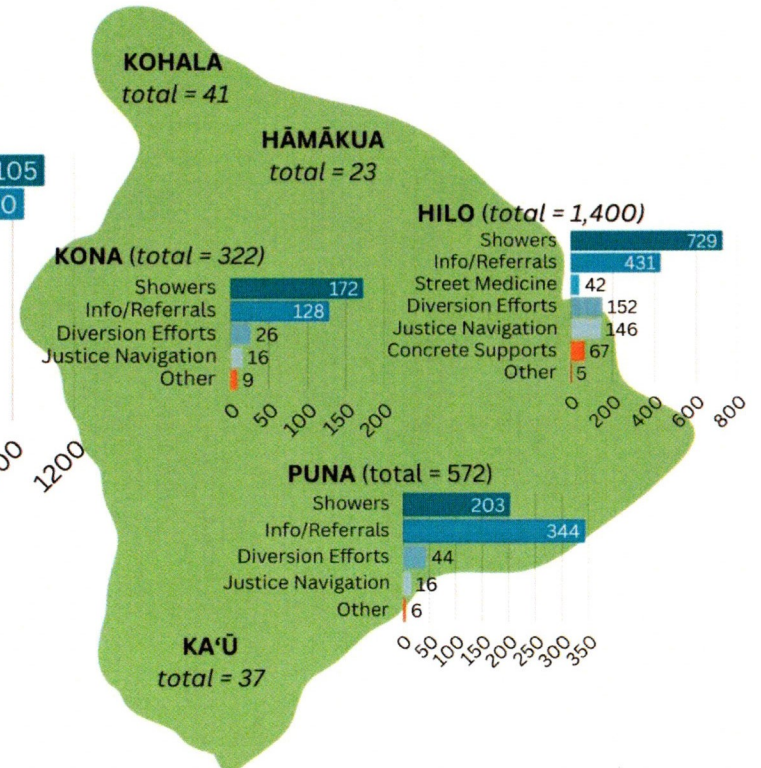 KOHALA
total = 41
HĀMĀKUA
total = 23
105
0
00
1200
KONA (total = 322)
Showers 172
Info/Referrals 128
Diversion Efforts 26
Justice Navigation 16
Other 9
0 50 100 150 200
HILO (total = 1,400)
Showers 729
Info/Referrals 431
Street Medicine 42
Diversion Efforts 152
Justice Navigation 146
Concrete Supports 67
Other 5
0 200 400 600 800
PUNA (total = 572)
Showers 203
Info/Referrals 344
Diversion Efforts 44
Justice Navigation 16
Other 6
0 50 100 150 200 250 300 350
KAʻŪ
total = 37